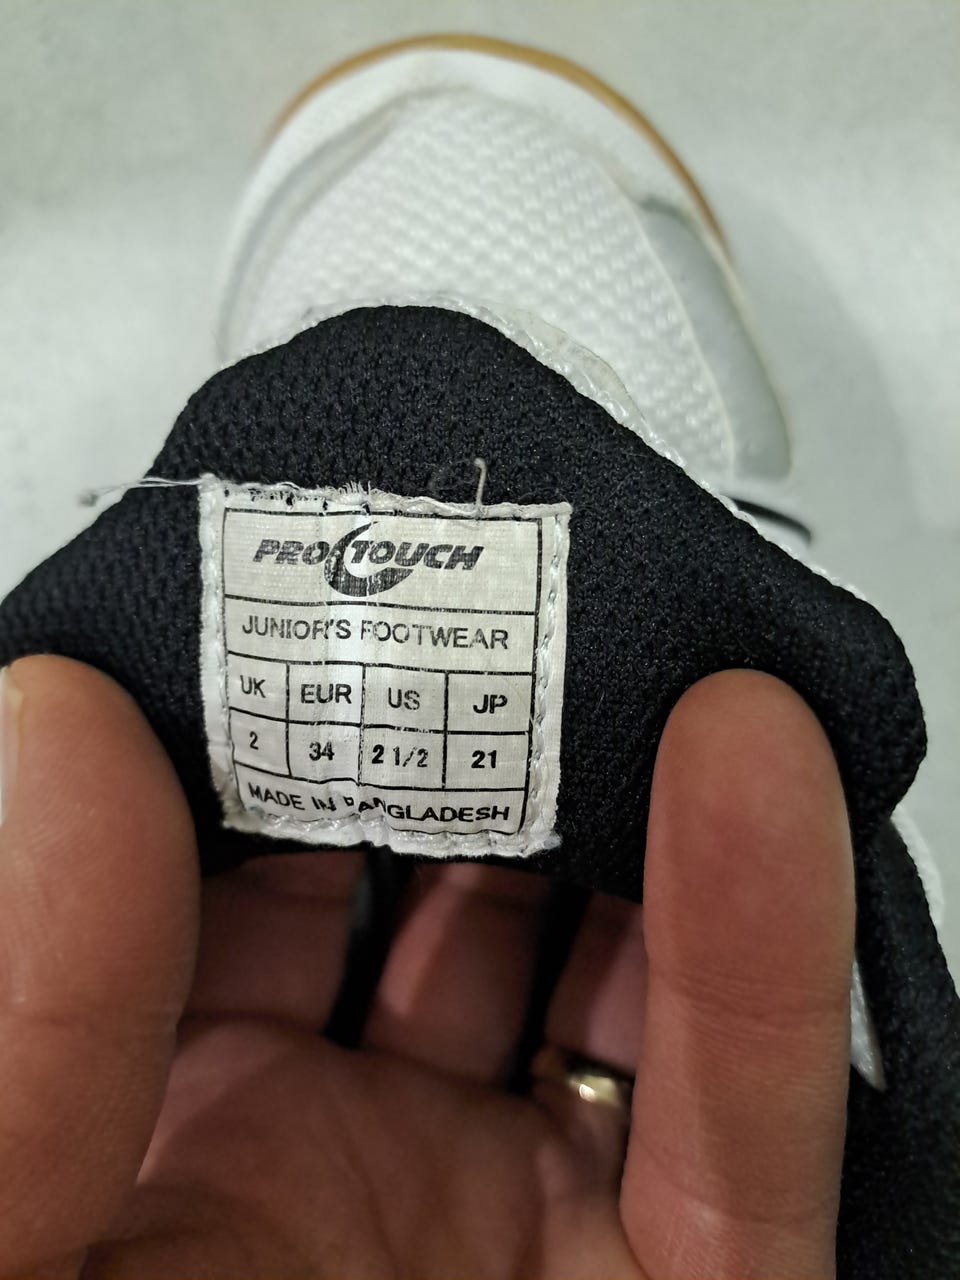 PRO TOUCH
JUNIOR'S FOOTWEAR
UK EUR US JP
2 34 2 1/2 21
MADE IN BANGLADESH